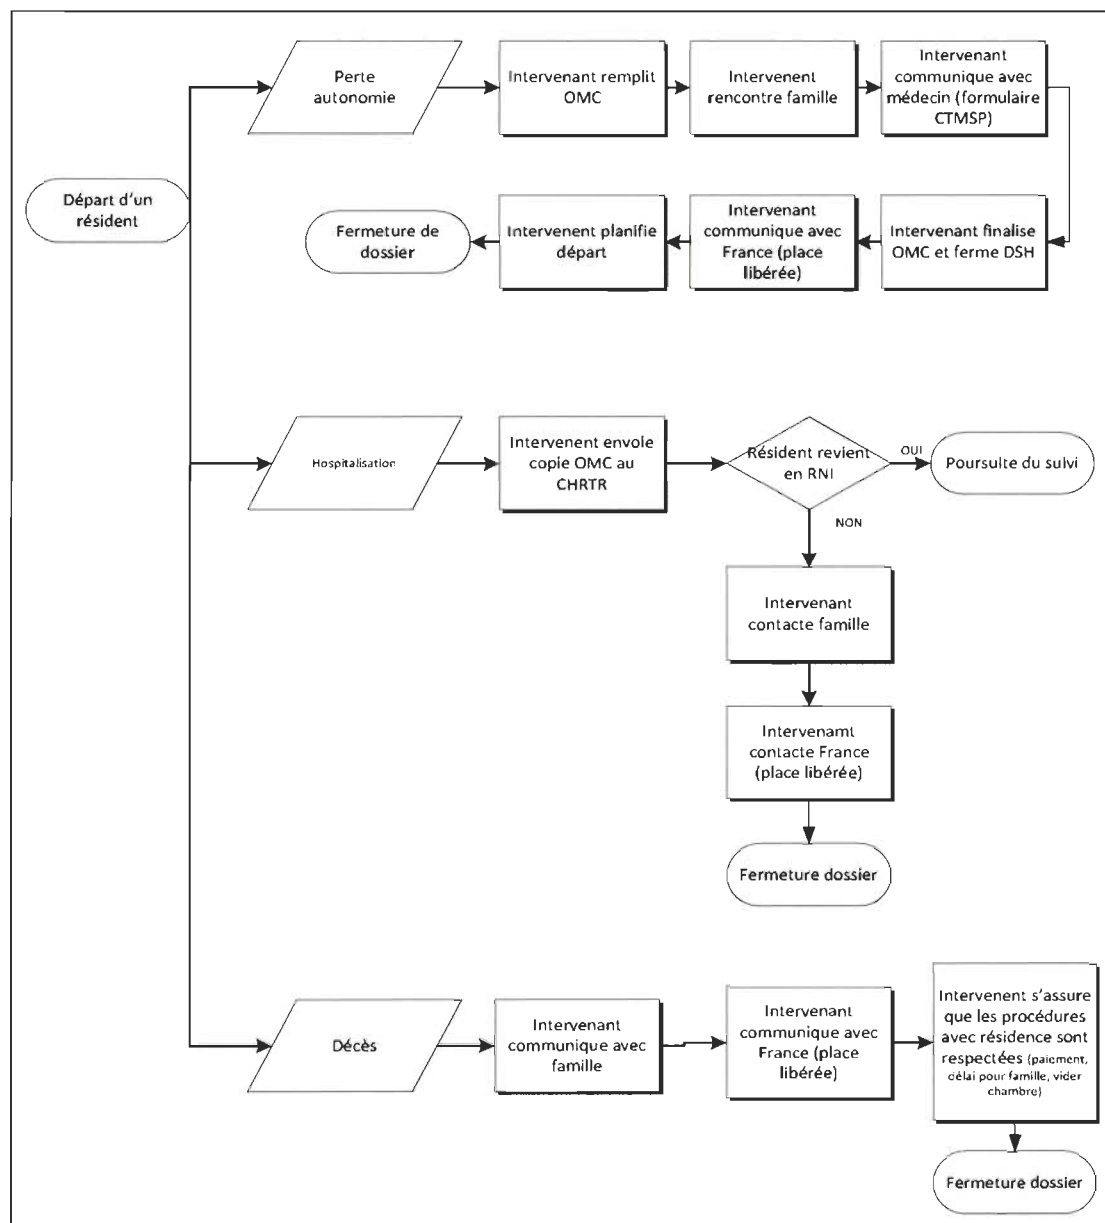 Perte
autonomie
Intervenant remplit
OMC
Intervenent
rencontre famille
Intervenant
communique avec
médecin (formulaire
CTMSP)
Départ d'un
résident
Fermeture de
dossier
Intervenent planifie
départ
Intervenant
communique avec
France (place
libérée)
Intervenant finalise
OMC et ferme DSH
Hospitalisation
Intervenent envoie
copie OMC au
CHRTR
Résident revient
en RNI
OUI
Poursuite du suivi
NON
Intervenant
contacte famille
Intervenamt
contacte France
(place libérée)
Fermeture dossier
Décès
Intervenant
communique avec
famille
Intervenant
communique avec
France (place
libérée)
Intervenent s'assure
que les procédures
avec résidence sont
respectées (paiement,
délai pour famille, vider
chambre)
Fermeture dossier